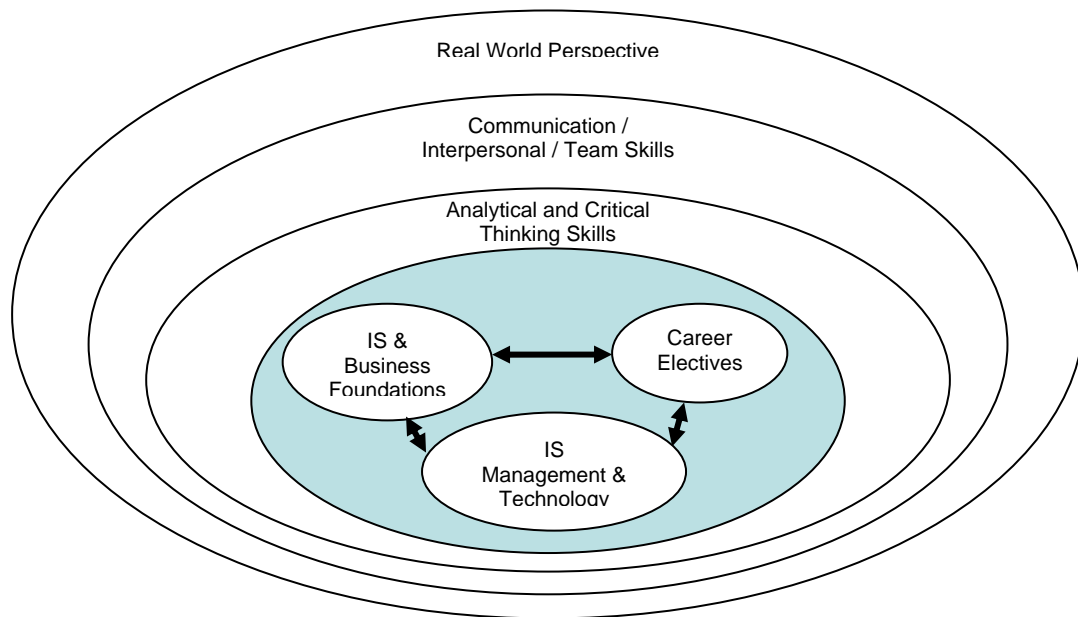 Real World Perspective
Communication /
Interpersonal / Team Skills
Analytical and Critical
Thinking Skills
IS &
Business
Foundations
Career
Electives
IS
Management &
Technology